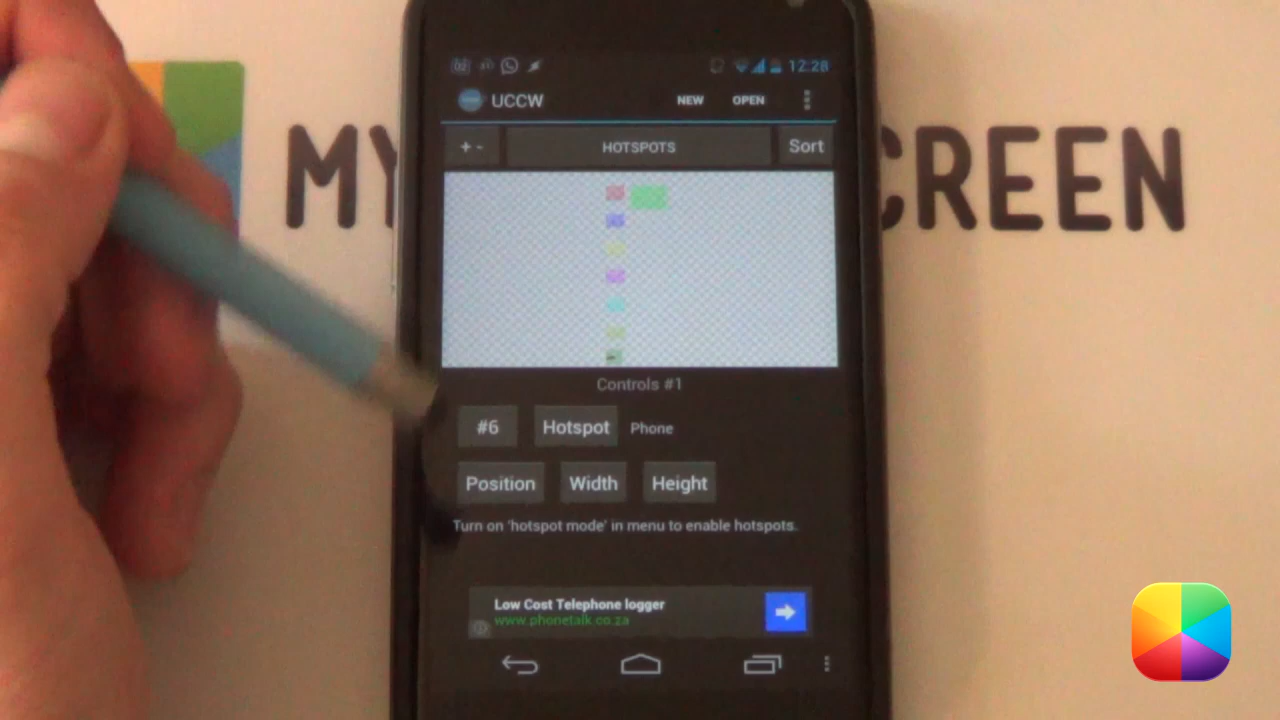 12:28
UCCW
NEW
OPEN
+ -
HOTSPOTS
Sort
MY
CREEN
Controls #1
#6
Hotspot
Phone
Position
Width
Height
Turn on 'hotspot mode' in menu to enable hotspots.
Low Cost Telephone logger
www.phonetalk.co.za